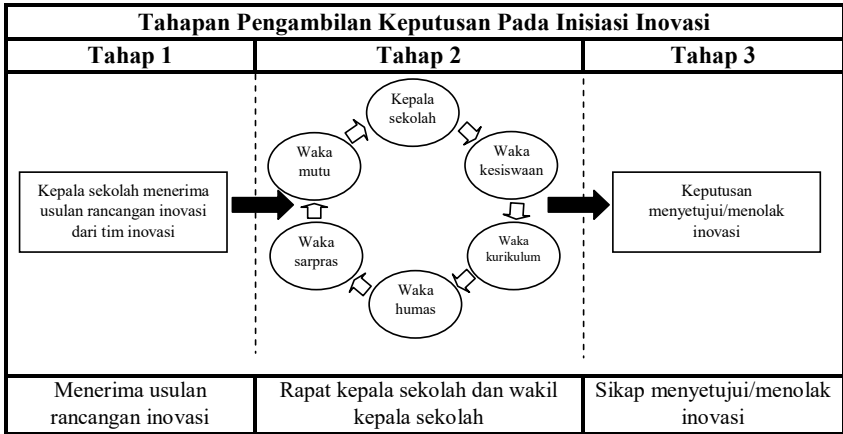 Tahapan Pengambilan Keputusan Pada Inisiasi Inovasi
Tahap 1
Tahap 2
Tahap 3
Kepala sekolah menerima
usulan rancangan inovasi
dari tim inovasi
Kepala
sekolah
Waka
kesiswaan
Waka
kurikulum
Waka
humas
Waka
sarpras
Waka
mutu
Keputusan
menyetujui/menolak
inovasi
Menerima usulan
rancangan inovasi
Rapat kepala sekolah dan wakil
kepala sekolah
Sikap menyetujui/menolak
inovasi